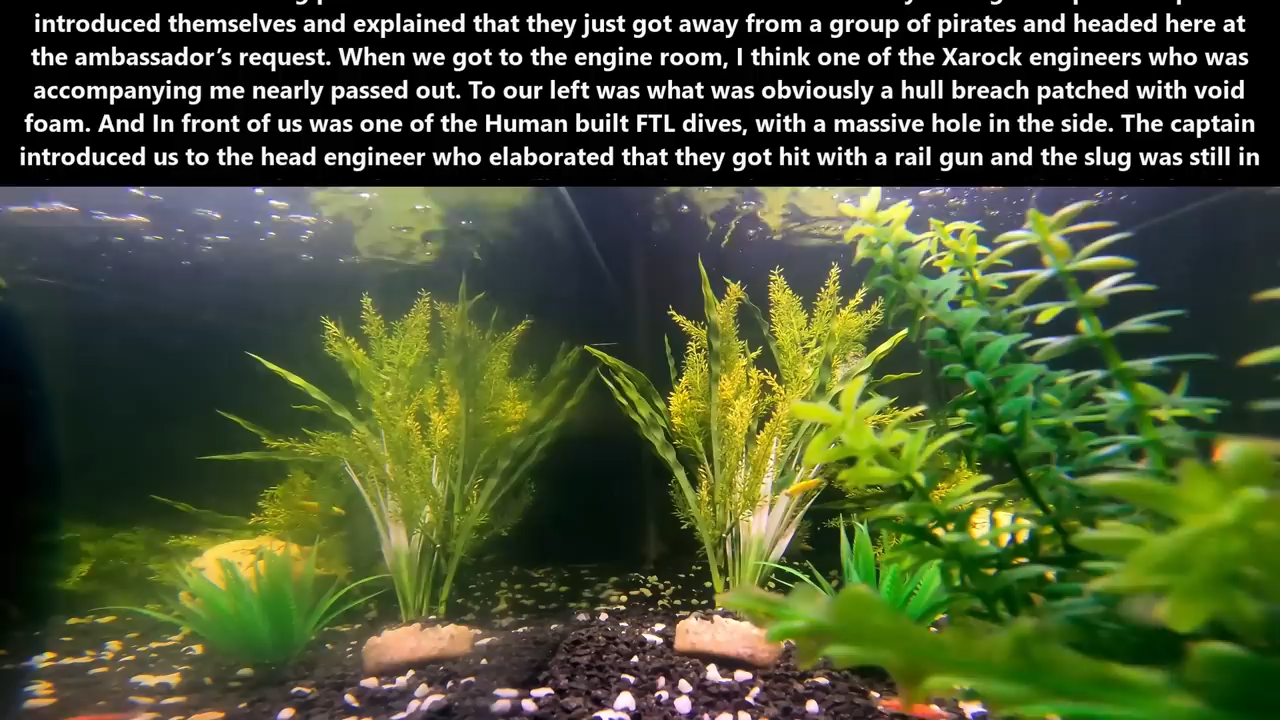 introduced themselves and explained that they just got away from a group of pirates and headed here at
the ambassador’s request. When we got to the engine room, I think one of the Xarock engineers who was
accompanying me nearly passed out. To our left was what was obviously a hull breach patched with void
foam. And In front of us was one of the Human built FTL dives, with a massive hole in the side. The captain
introduced us to the head engineer who elaborated that they got hit with a rail gun and the slug was still in